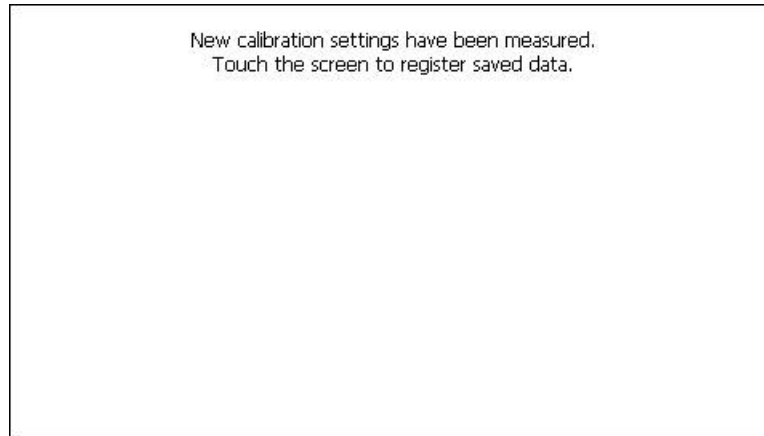 New calibration settings have been measured.
Touch the screen to register saved data.